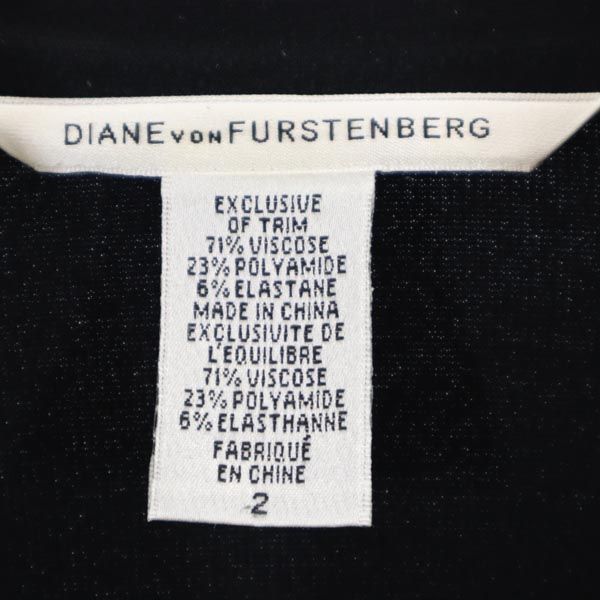 DIANE VON FURSTENBERG
EXCLUSIVE
OF TRIM
71% VISCOSE
23% POLYAMIDE
6% ELASTANE
MADE IN CHINA
EXCLUSIVITE DE
L'EQUILIBRE
71% VISCOSE
23% POLYAMIDE
6% ELASTHANNE
FABRIQUÉ
EN CHINE
2